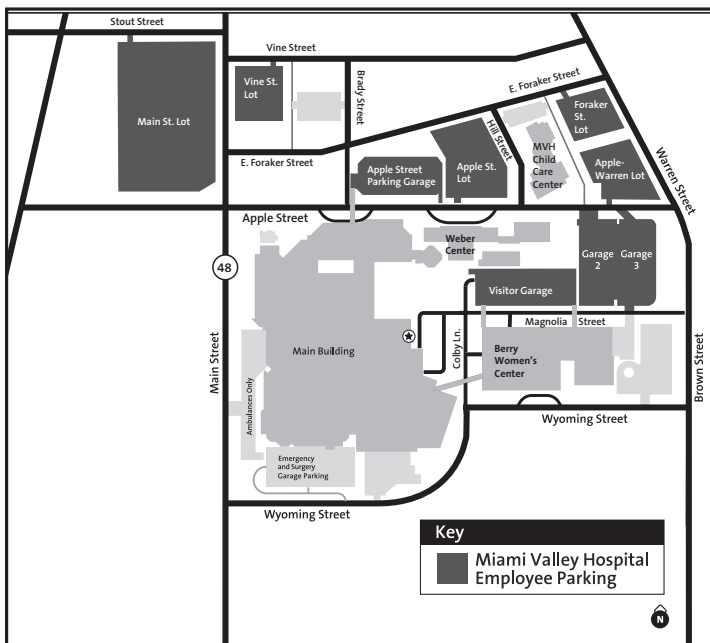 Stout Street
Vine Street
Vine St.
Lot
Brady Street
E. Foraker Street
Main St. Lot
Foraker
St.
Lot
Hill Street
MVH
Child
Care
Center
Warren Street
E. Foraker Street
Apple Street
Parking Garage
Apple St.
Lot
Apple-
Warren Lot
Apple Street
Weber
Center
48
Garage
2
Garage
3
Visitor Garage
Magnolia Street
Main Street
Main Building
Colby Ln.
Berry
Women's
Center
Brown Street
Ambulances Only
Wyoming Street
Emergency
and Surgery
Garage Parking
Wyoming Street
Key
Miami Valley Hospital
Employee Parking
N